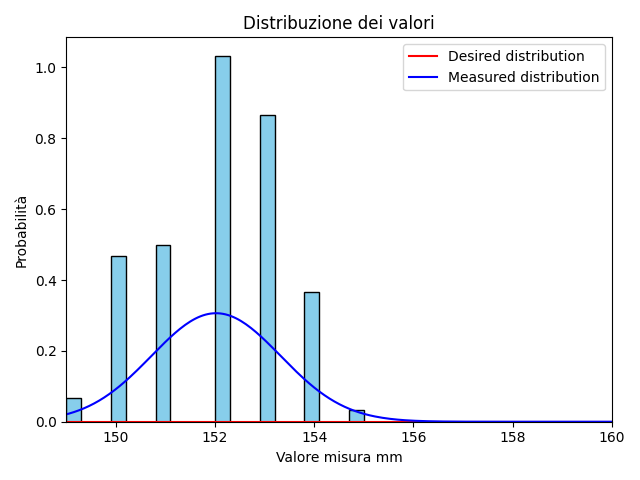 Distribuzione dei valori
Desired distribution
Measured distribution
Probabilità
1.0
0.8
0.6
0.4
0.2
0.0
150 152 154 156 158 160
Valore misura mm